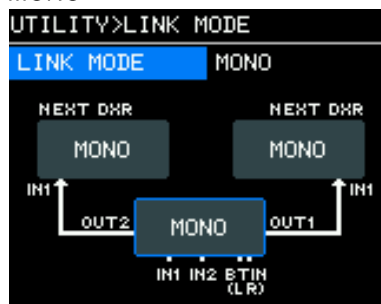 MONO
UTILITY>LINK MODE
LINK MODE MONO
NEXT DXR NEXT DXR
MONO MONO
IN1 IN1
OUT2 MONO OUT1
IN1 IN2 BTIN
(LR)